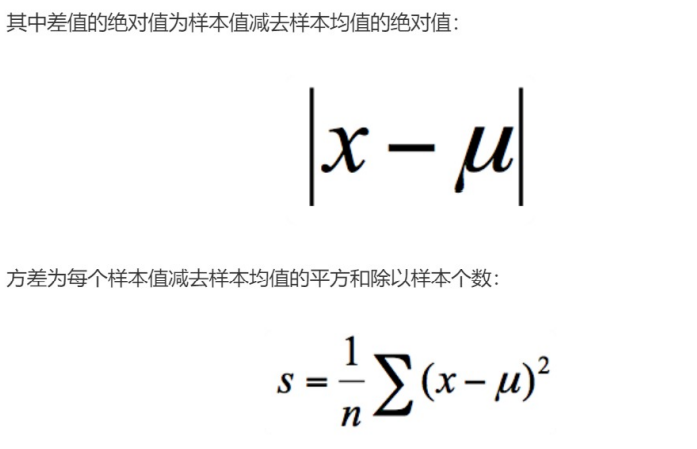 其中差值的绝对值为样本值减去样本均值的绝对值：
|x − μ|
方差为每个样本值减去样本均值的平方和除以样本个数：
s = \frac{1}{n} \sum (x − μ)^2